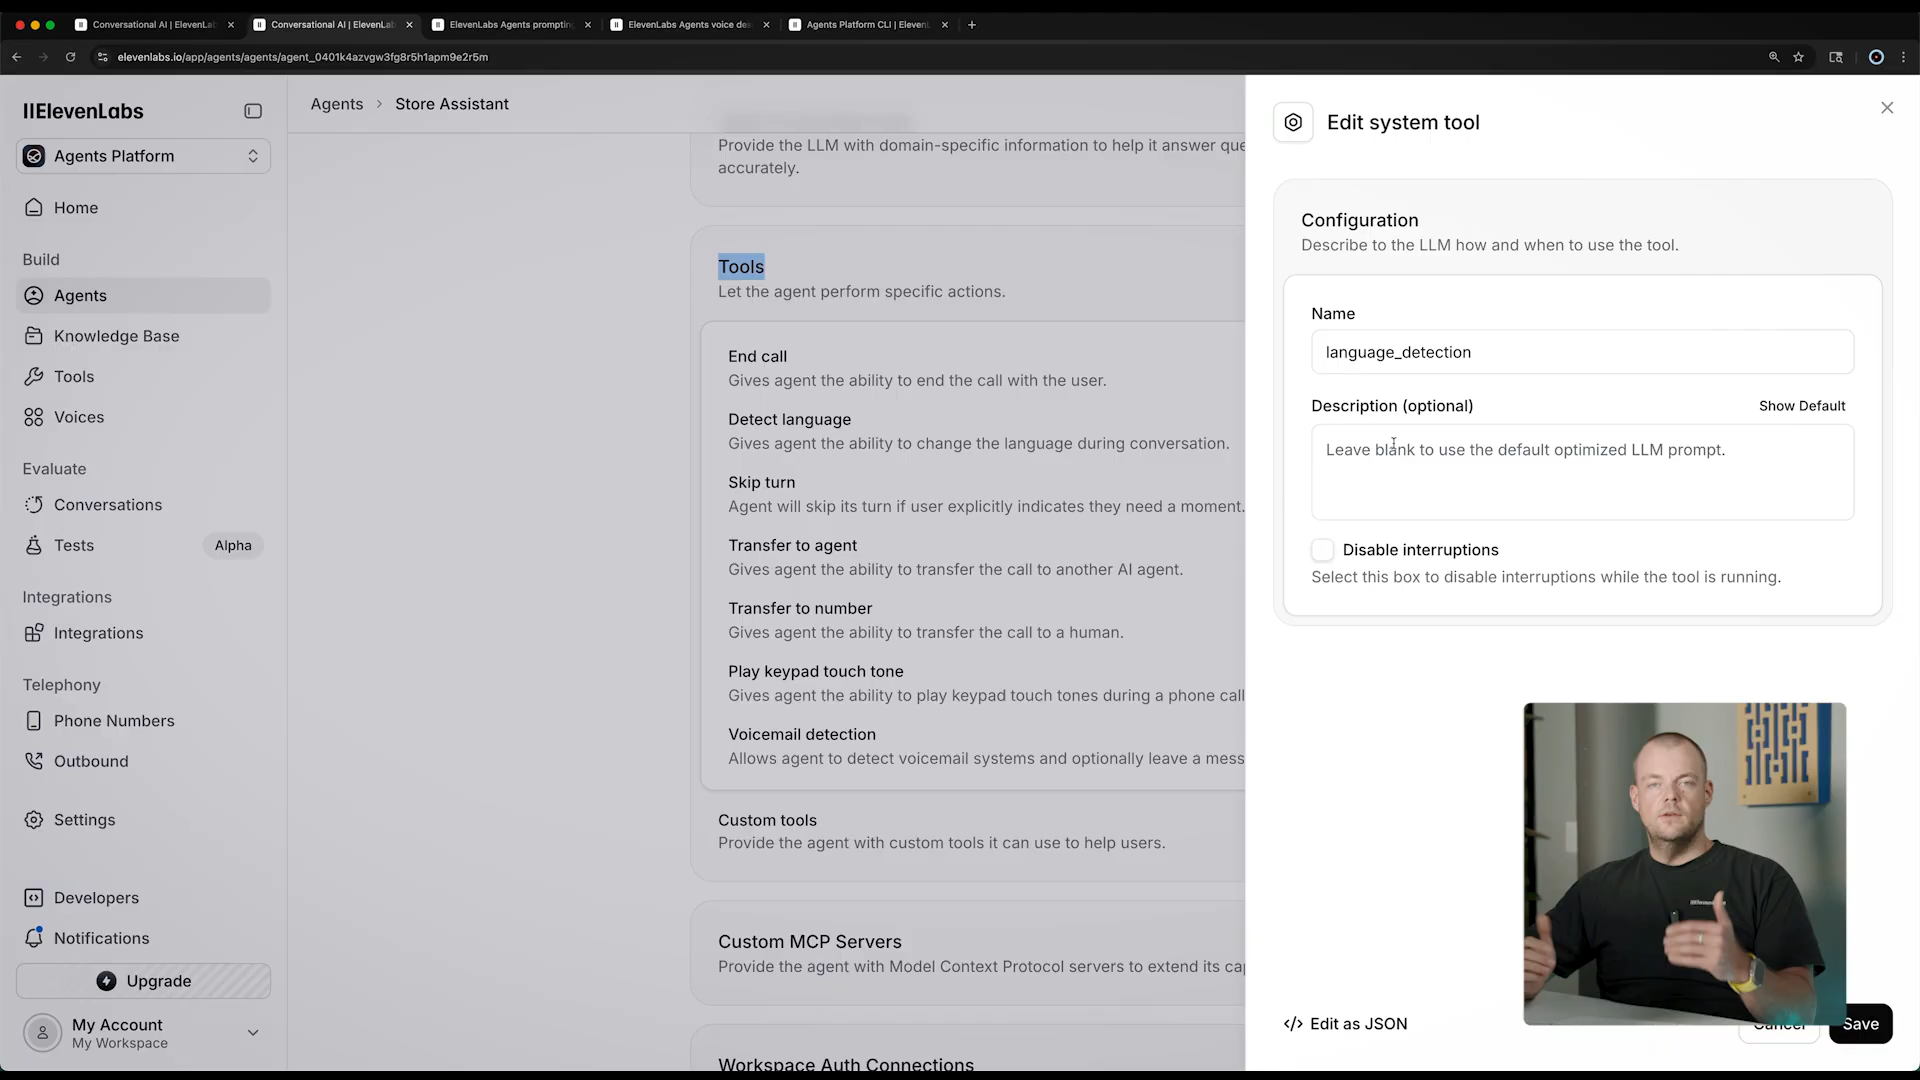 Conversational AI | ElevenLab
Conversational AI | ElevenLab
ElevenLabs Agents prompting
ElevenLabs Agents voice des
Agents Platform CLI | Eleven
elevenlabs.io/app/agents/agents/agent_0401k4azvgw3fg8r5h1apm9e2r5m
IIElevenLabs
Agents Platform
Home
Build
Agents
Knowledge Base
Tools
Voices
Evaluate
Conversations
Tests
Alpha
Integrations
Integrations
Telephony
Phone Numbers
Outbound
Settings
Developers
Notifications
Upgrade
My Account
My Workspace
Agents > Store Assistant
Provide the LLM with domain-specific information to help it answer que
accurately.
Tools
Let the agent perform specific actions.
End call
Gives agent the ability to end the call with the user.
Detect language
Gives agent the ability to change the language during conversation.
Skip turn
Agent will skip its turn if user explicitly indicates they need a moment.
Transfer to agent
Gives agent the ability to transfer the call to another AI agent.
Transfer to number
Gives agent the ability to transfer the call to a human.
Play keypad touch tone
Gives agent the ability to play keypad touch tones during a phone call
Voicemail detection
Allows agent to detect voicemail systems and optionally leave a mess
Custom tools
Provide the agent with custom tools it can use to help users.
Custom MCP Servers
Provide the agent with Model Context Protocol servers to extend its ca
Workspace Auth Connections
Edit system tool
Configuration
Describe to the LLM how and when to use the tool.
Name
language_detection
Description (optional)
Show Default
Leave blank to use the default optimized LLM prompt.
Disable interruptions
Select this box to disable interruptions while the tool is running.
</> Edit as JSON
Cancel
Save